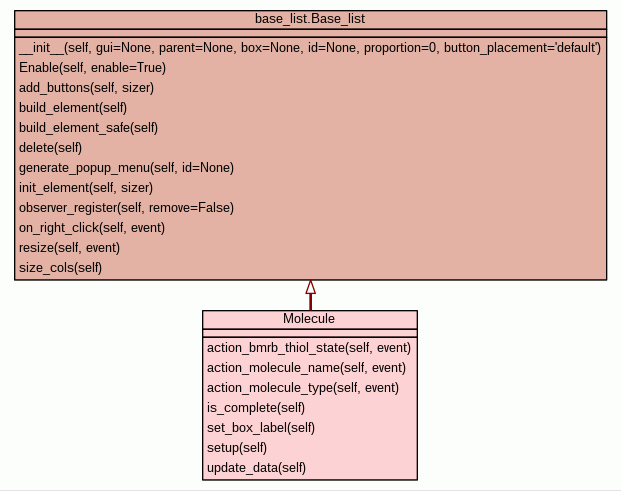 base_list.Base_list
__init__(self, gui=None, parent=None, box=None, id=None, proportion=0, button_placement='default')
Enable(self, enable=True)
add_buttons(self, sizer)
build_element(self)
build_element_safe(self)
delete(self)
generate_popup_menu(self, id=None)
init_element(self, sizer)
observer_register(self, remove=False)
on_right_click(self, event)
resize(self, event)
size_cols(self)
Molecule
action_bmrb_thiol_state(self, event)
action_molecule_name(self, event)
action_molecule_type(self, event)
is_complete(self)
set_box_label(self)
setup(self)
update_data(self)